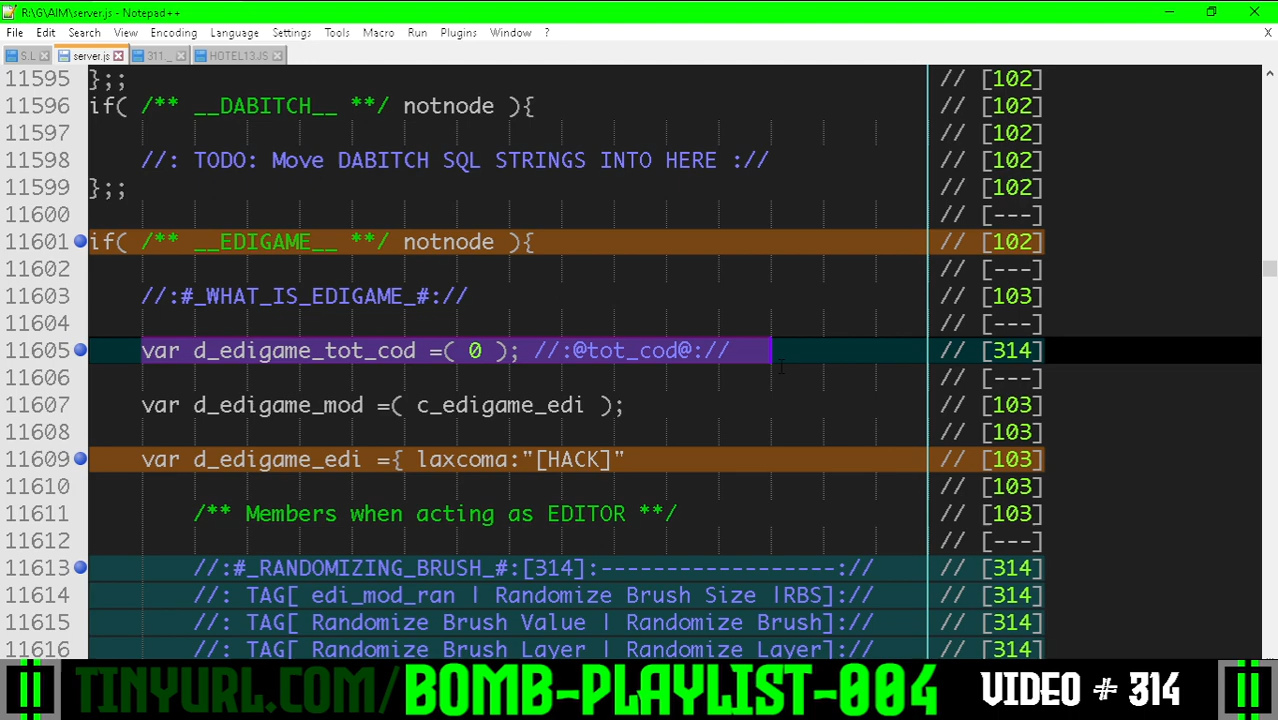 R:\G\AIM\server.js - Notepad++
File Edit Search View Encoding Language Settings Tools Macro Run Plugins Window ? X
S.L server.js 311._ HOTEL13.JS
11595 };; // [102]
11596 if( /** __DABITCH__ **/ notnode ){ // [102]
11597 // [102]
11598 //: TODO: Move DABITCH SQL STRINGS INTO HERE :// // [102]
11599 };; // [102]
11600 // [---]
11601 if( /** __EDIGAME__ **/ notnode ){ // [102]
11602 // [---]
11603 //:#_WHAT_IS_EDIGAME_#:// // [103]
11604 // [---]
11605 var d_edigame_tot_cod =( 0 ); //:@tot_cod@:// // [314]
11606 // [---]
11607 var d_edigame_mod =( c_edigame_edi ); // [103]
11608 // [103]
11609 var d_edigame_edi ={ laxcoma:"[HACK]" // [103]
11610 // [103]
11611 /** Members when acting as EDITOR **/ // [103]
11612 // [---]
11613 //:#_RANDOMIZING_BRUSH_#:[314]:------------------:// // [314]
11614 //: TAG[ edi_mod_ran | Randomize Brush Size |RBS]:// // [314]
11615 //: TAG[ Randomize Brush Value | Randomize Brush]:// // [314]
11616 //: TAG[ Randomize Brush Layer | Randomize Layer]:// // [314]
TINYURL.COM/BOMB-PLAYLIST-004 VIDEO # 314